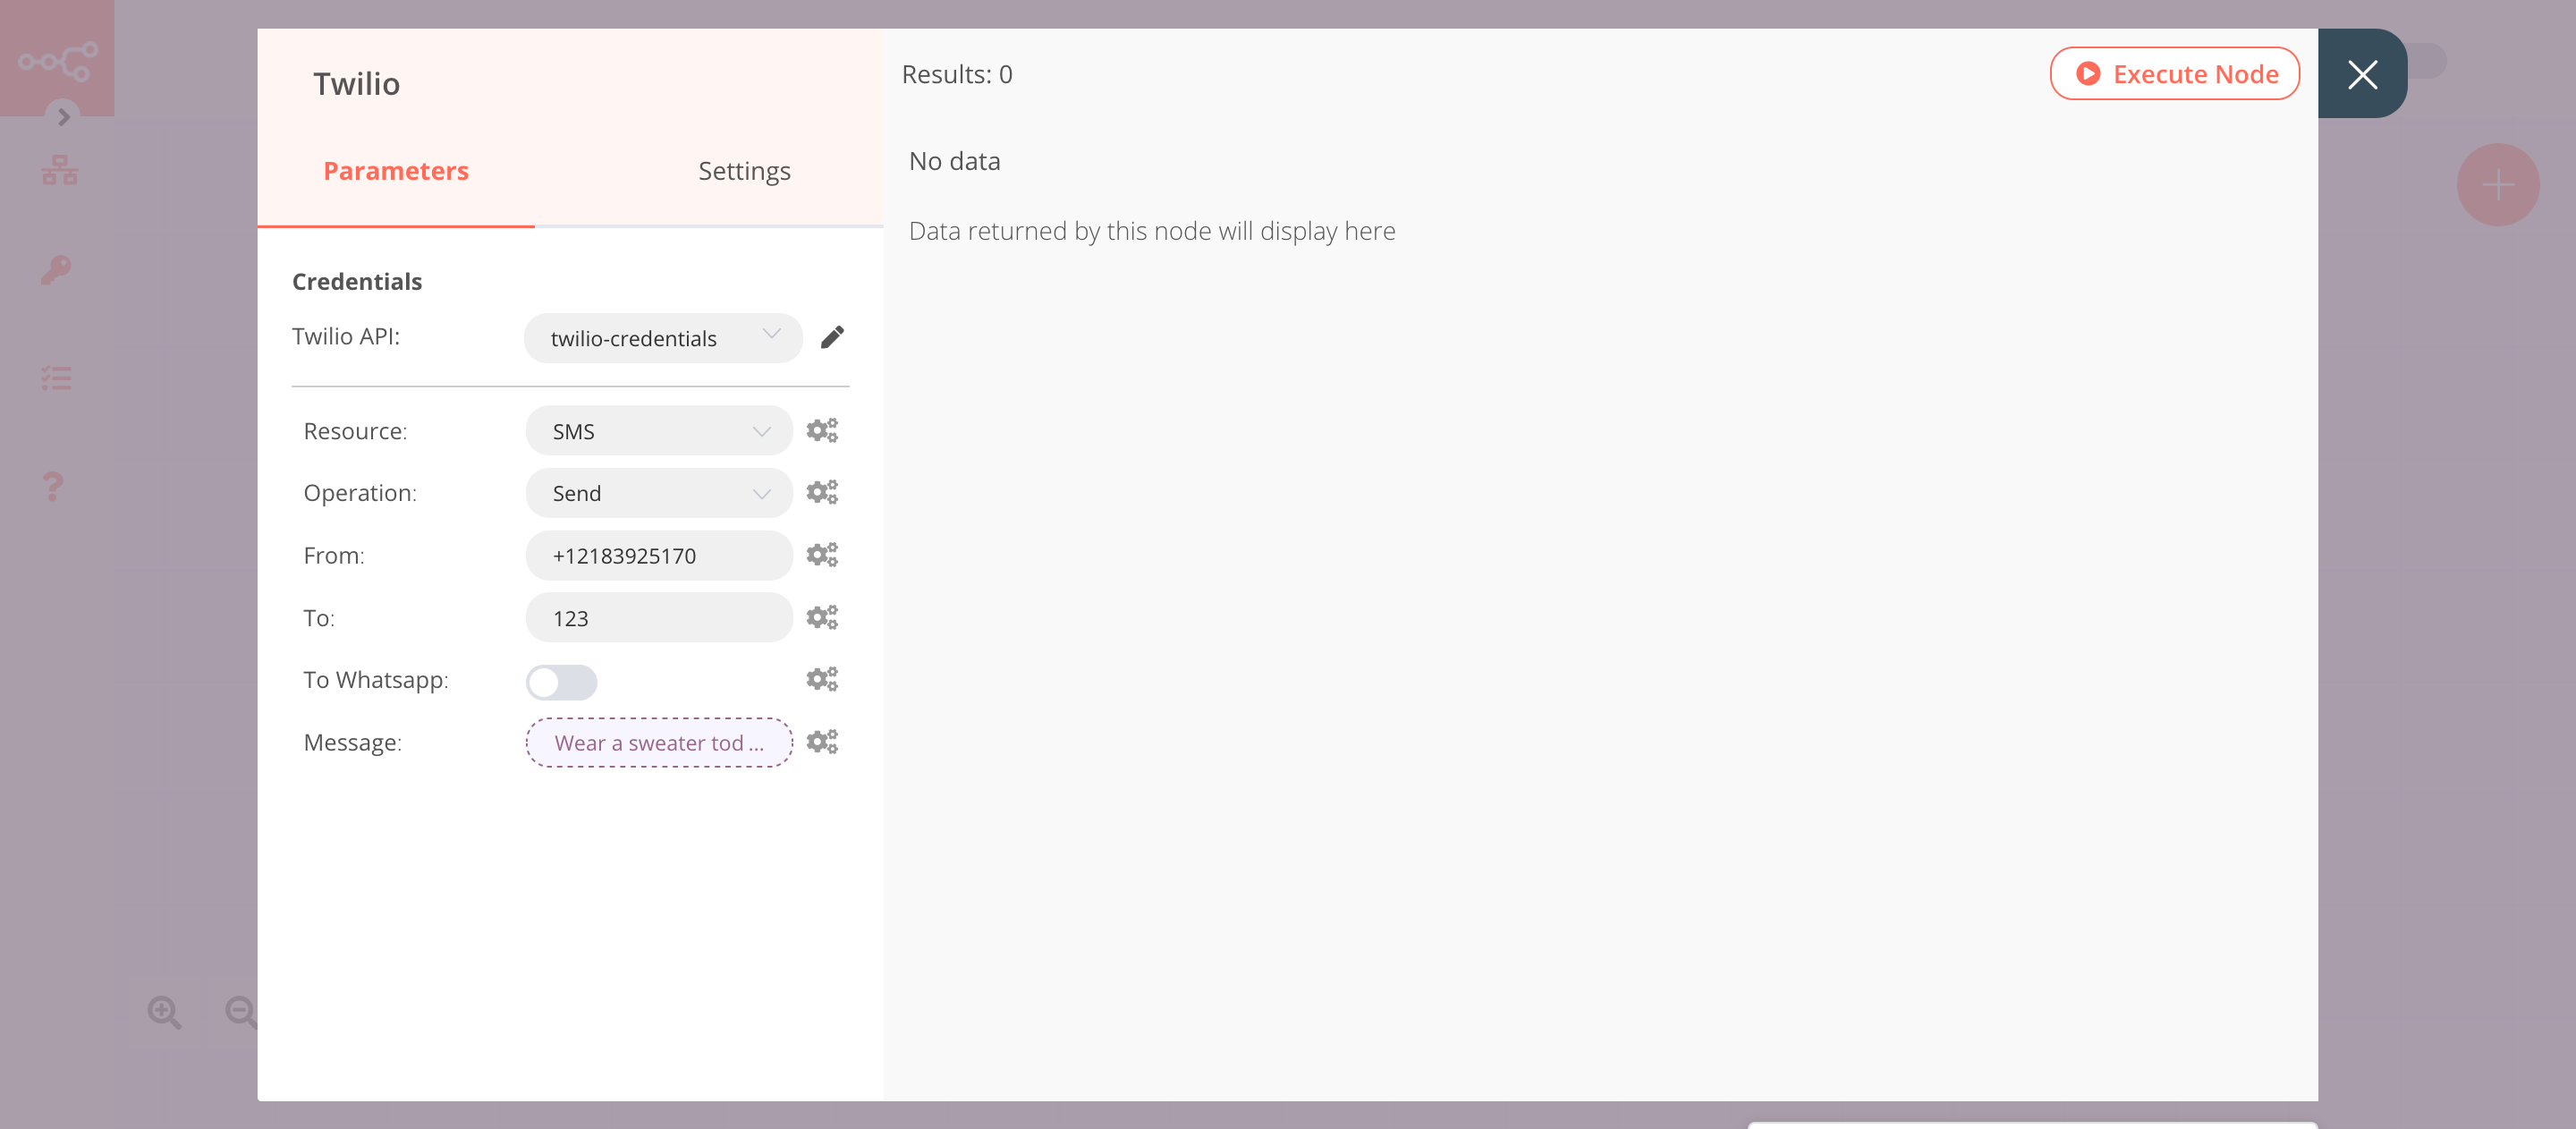 Twilio
Results: 0
Execute Node
Parameters
Settings
No data
Data returned by this node will display here
Credentials
Twilio API:
twilio-credentials
Resource:
SMS
Operation:
Send
From:
+12183925170
To:
123
To Whatsapp:
Message:
Wear a sweater tod ...